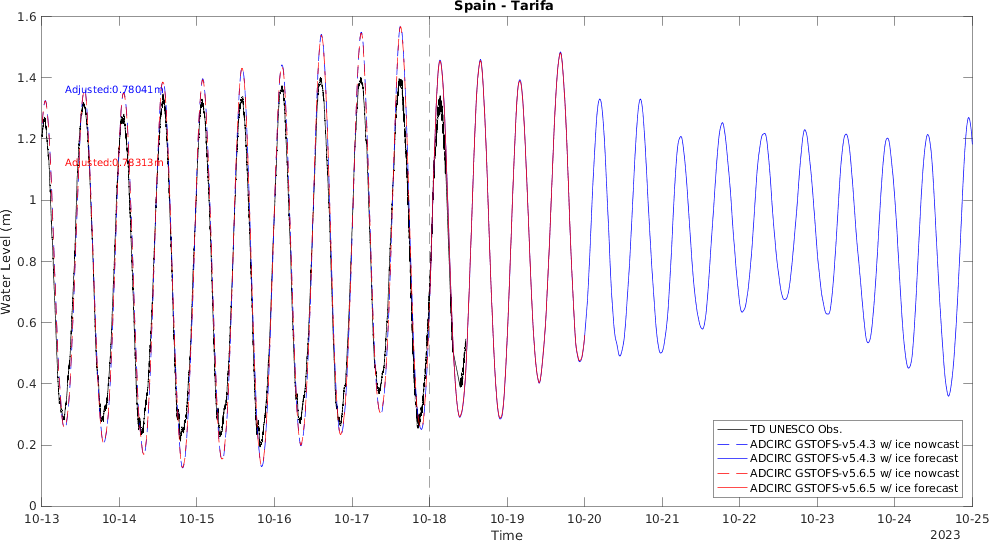 Spain - Tarifa
1.6
1.4
1.2
1
0.8
0.6
0.4
0.2
0
Water Level (m)
Adjusted:0.78041m
Adjusted:0.78313m
TD UNESCO Obs.
ADCIRC GSTOFS-v5.4.3 w/ ice nowcast
ADCIRC GSTOFS-v5.4.3 w/ ice forecast
ADCIRC GSTOFS-v5.6.5 w/ ice nowcast
ADCIRC GSTOFS-v5.6.5 w/ ice forecast
10-13 10-14 10-15 10-16 10-17 10-18 10-19 10-20 10-21 10-22 10-23 10-24 10-25
Time
2023